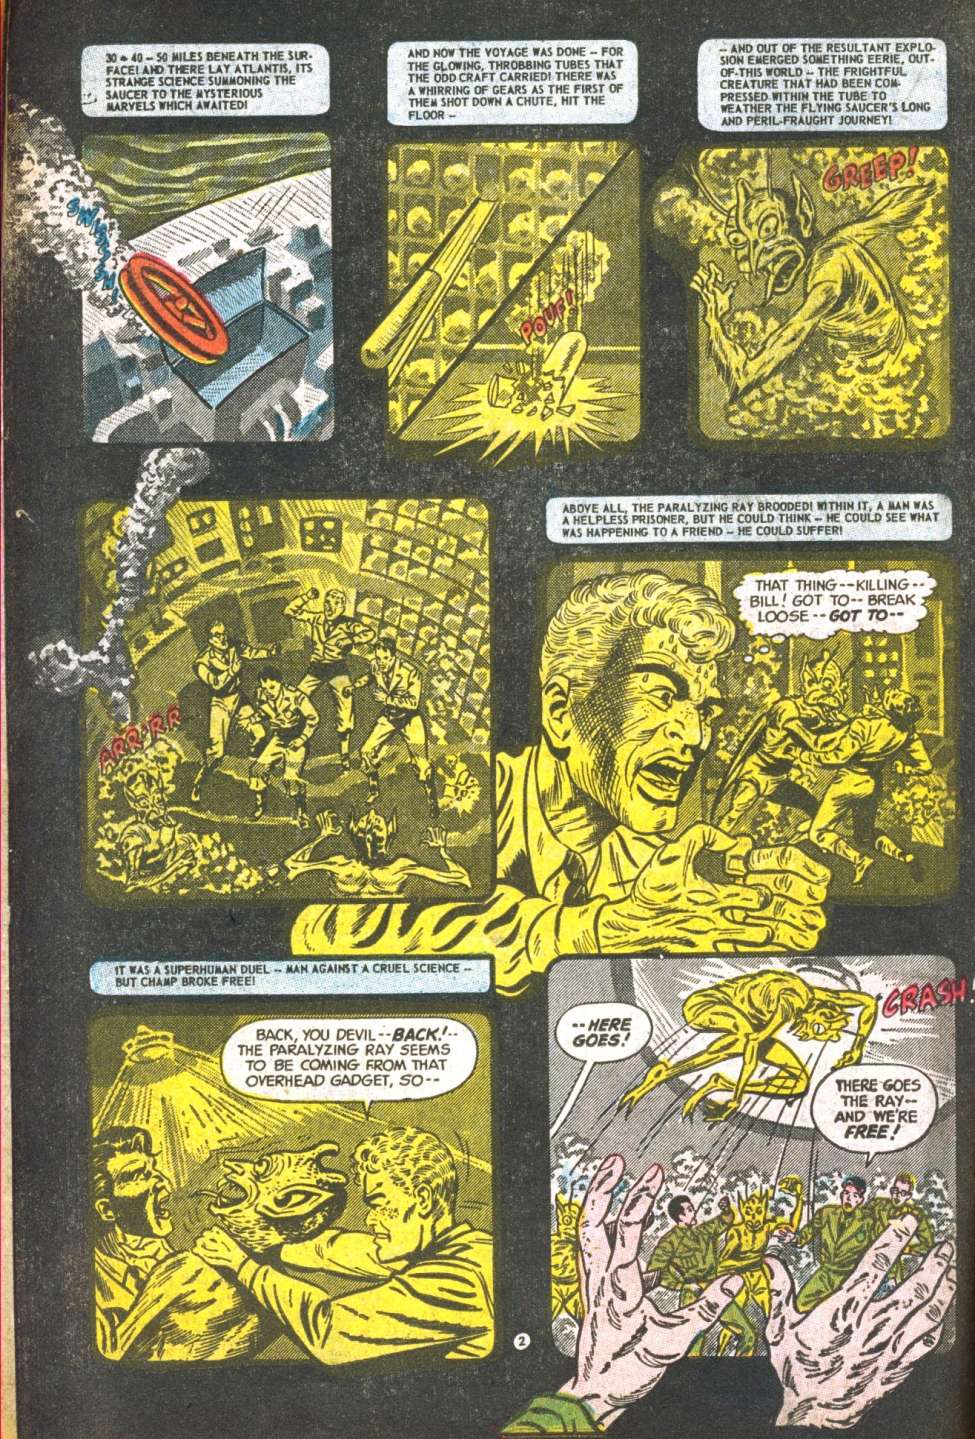 30 - 40 - 50 MILES BENEATH THE SUR-
FACE! AND THERE LAY ATLANTIS, ITS
STRANGE SCIENCE SUMMONING THE
SAUCER TO THE MYSTERIOUS
MARVELS WHICH AWAITED!
SWISSSH!
AND NOW THE VOYAGE WAS DONE -- FOR
THE GLOWING, THROBBING TUBES THAT
THE ODD CRAFT CARRIED! THERE WAS
A WHIRRING OF GEARS AS THE FIRST OF
THEM SHOT DOWN A CHUTE, HIT THE
FLOOR --
POUF!
-- AND OUT OF THE RESULTANT EXPLO-
SION EMERGED SOMETHING EERIE, OUT-
OF-THIS WORLD -- THE FRIGHTFUL
CREATURE THAT HAD BEEN COM-
PRESSED WITHIN THE TUBE TO
WEATHER THE FLYING SAUCER'S LONG
AND PERIL-FRAUGHT JOURNEY!
GREEP!
ARR-RR-R
ABOVE ALL, THE PARALYZING RAY BROODED! WITHIN IT, A MAN WAS
A HELPLESS PRISONER, BUT HE COULD THINK -- HE COULD SEE WHAT
WAS HAPPENING TO A FRIEND -- HE COULD SUFFER!
THAT THING--KILLING--
BILL! GOT TO-- BREAK
LOOSE--GOT TO--
IT WAS A SUPERHUMAN DUEL -- MAN AGAINST A CRUEL SCIENCE --
BUT CHAMP BROKE FREE!
BACK, YOU DEVIL--BACK!--
THE PARALYZING RAY SEEMS
TO BE COMING FROM THAT
OVERHEAD GADGET, SO--
--HERE
GOES!
CRASH!
THERE GOES
THE RAY--
AND WE'RE
FREE!
2